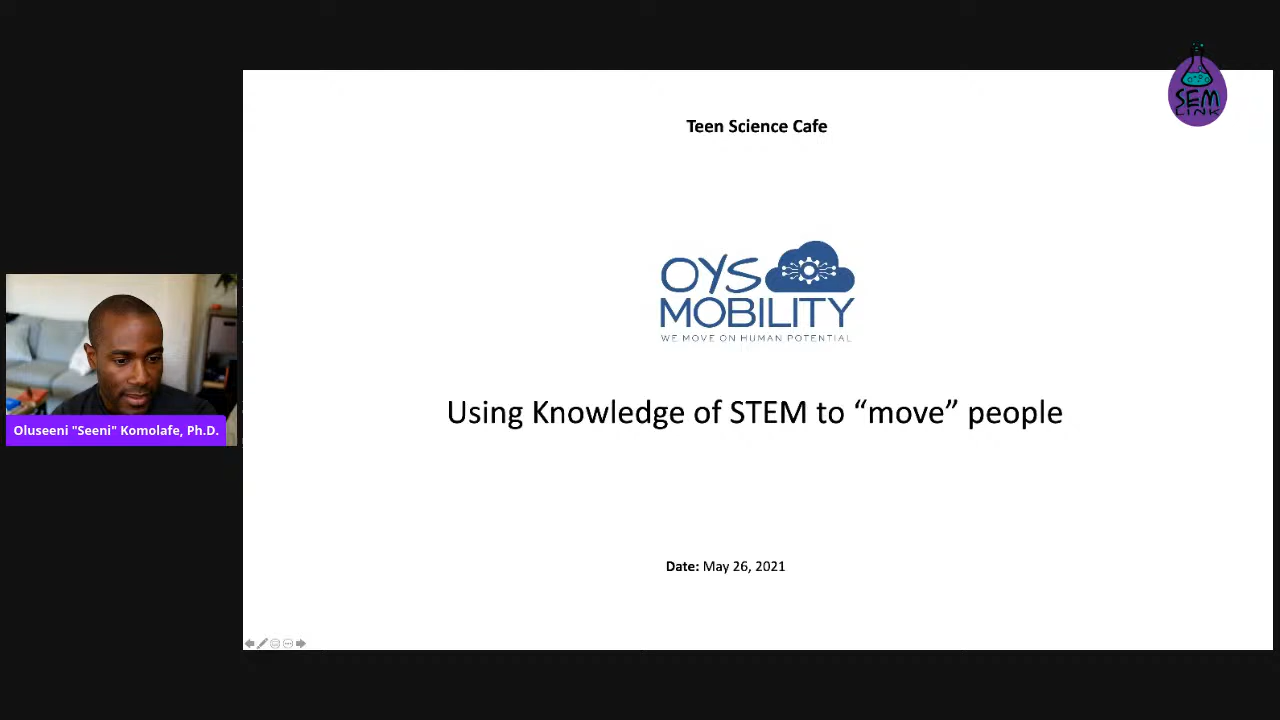 SEM
LINK
Teen Science Cafe
OYS
MOBILITY
WE MOVE ON HUMAN POTENTIAL
Using Knowledge of STEM to “move” people
Oluseeni "Seeni" Komolafe, Ph.D.
Date: May 26, 2021